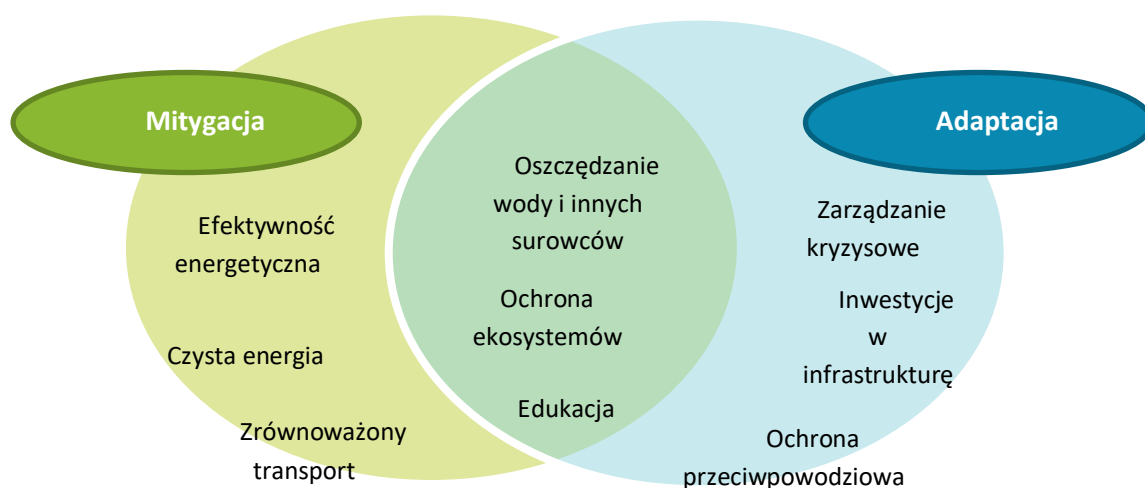 Mitygacja
Efektywność
energetyczna
Czysta energia
Zrównoważony
transport
Oszczędzanie
wody i innych
surowców
Ochrona
ekosystemów
Edukacja
Adaptacja
Zarządzanie
kryzysowe
Inwestycje
w
infrastrukturę
Ochrona
przeciwpowodziowa